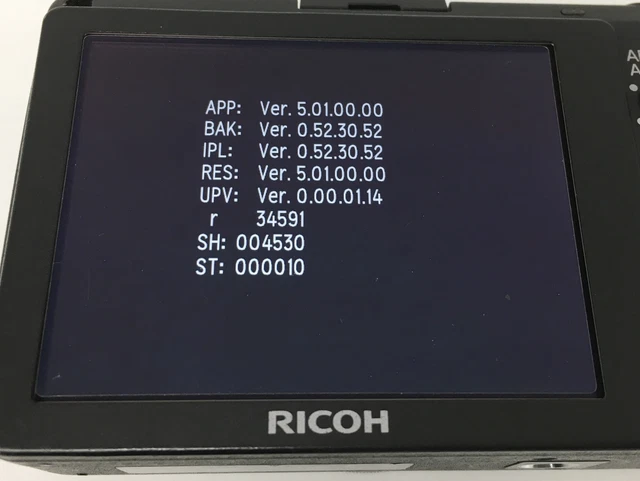 APP: Ver. 5.01.00.00
BAK: Ver. 0.52.30.52
IPL: Ver. 0.52.30.52
RES: Ver. 5.01.00.00
UPV: Ver. 0.00.01.14
r 34591
SH: 004530
ST: 000010
RICOH